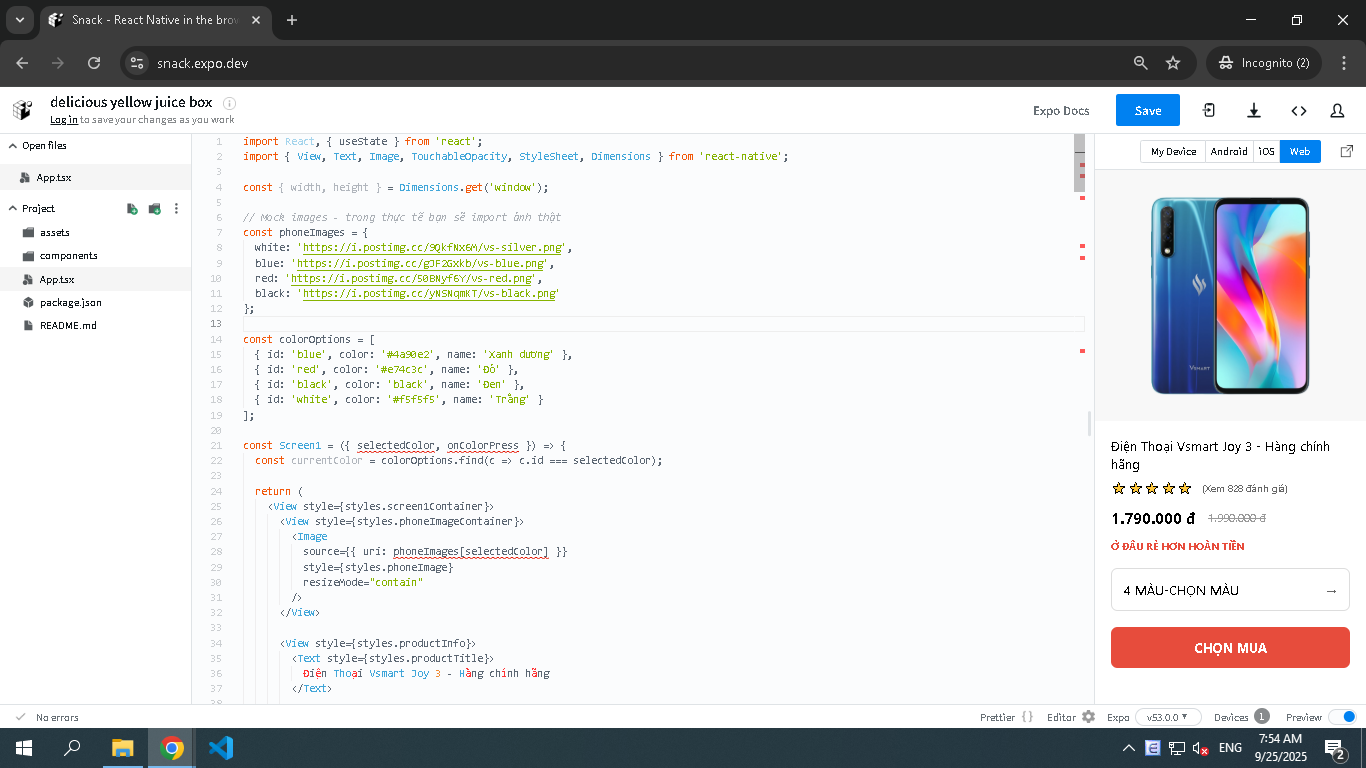 Snack - React Native in the brow
snack.expo.dev
Incognito (2)
delicious yellow juice box
Log in to save your changes as you work
Expo Docs
Save
Open files
App.tsx
Project
assets
components
App.tsx
package.json
README.md
1 import React, { useState } from 'react';
2 import { View, Text, Image, TouchableOpacity, StyleSheet, Dimensions } from 'react-native';
3
4 const { width, height } = Dimensions.get('window');
5
6 // Mock images - trong thực tế bạn sẽ import ảnh thật
7 const phoneImages = {
8 white: 'https://i.postimg.cc/9QkfNx6M/vs-silver.png',
9 blue: 'https://i.postimg.cc/gJF2Gxkb/vs-blue.png',
10 red: 'https://i.postimg.cc/50BNyf6Y/vs-red.png',
11 black: 'https://i.postimg.cc/yNSNqmKT/vs-black.png'
12 };
13
14 const colorOptions = [
15 { id: 'blue', color: '#4a90e2', name: 'Xanh dương' },
16 { id: 'red', color: '#e74c3c', name: 'Đỏ' },
17 { id: 'black', color: 'black', name: 'Đen' },
18 { id: 'white', color: '#f5f5f5', name: 'Trắng' }
19 ];
20
21 const Screen1 = ({ selectedColor, onColorPress }) => {
22 const currentColor = colorOptions.find(c => c.id === selectedColor);
23
24 return (
25 <View style={styles.screen1Container}>
26 <View style={styles.phoneImageContainer}>
27 <Image
28 source={{ uri: phoneImages[selectedColor] }}
29 style={styles.phoneImage}
30 resizeMode="contain"
31 />
32 </View>
33
34 <View style={styles.productInfo}>
35 <Text style={styles.productTitle}>
36 Điện Thoại Vsmart Joy 3 - Hàng chính hãng
37 </Text>
38
My Device Android iOS Web
VSMART
Điện Thoại Vsmart Joy 3 - Hàng chính
hãng
(Xem 828 đánh giá)
1.790.000 đ 1.990.000 đ
Ở ĐÂU RẺ HƠN HOÀN TIỀN
4 MÀU-CHỌN MÀU →
CHỌN MUA
No errors
Prettier { } Editor Expo v53.0.0 Devices 1 Preview
ENG
7:54 AM
9/25/2025
2